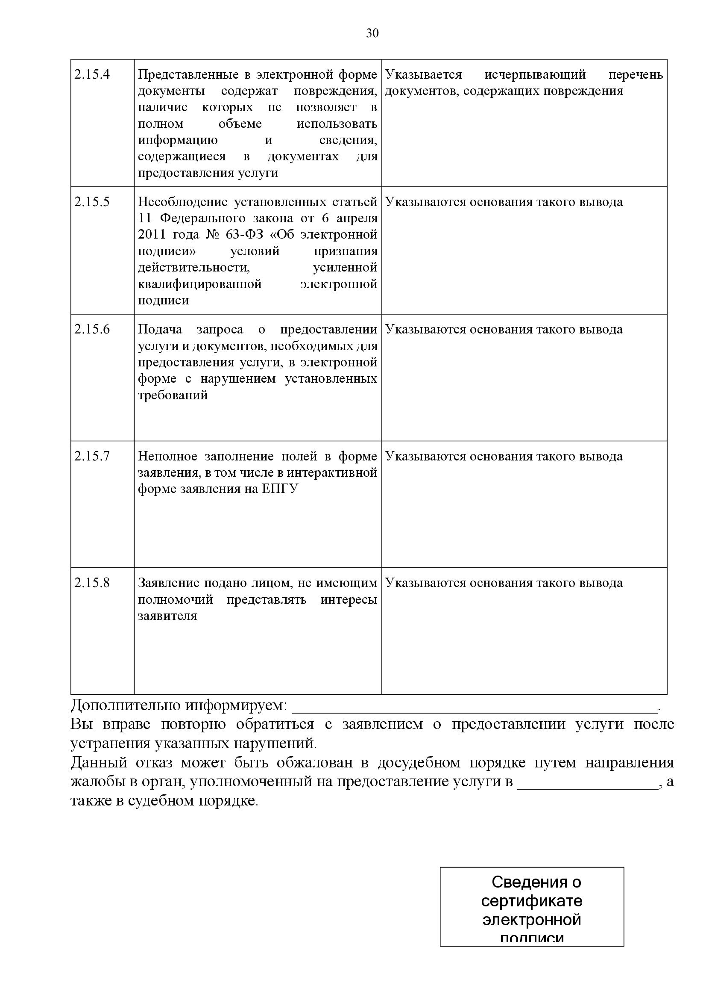 30
2.15.4
Представленные в электронной форме
документы содержат повреждения,
наличие которых не позволяет в
полном объеме использовать
информацию и сведения,
содержащиеся в документах для
предоставления услуги
Указывается исчерпывающий перечень
документов, содержащих повреждения
2.15.5
Несоблюдение установленных статьей
11 Федерального закона от 6 апреля
2011 года № 63-ФЗ «Об электронной
подписи» условий признания
действительности, усиленной
квалифицированной электронной
подписи
Указываются основания такого вывода
2.15.6
Подача запроса о предоставлении
услуги и документов, необходимых для
предоставления услуги, в электронной
форме с нарушением установленных
требований
Указываются основания такого вывода
2.15.7
Неполное заполнение полей в форме
заявления, в том числе в интерактивной
форме заявления на ЕПГУ
Указываются основания такого вывода
2.15.8
Заявление подано лицом, не имеющим
полномочий представлять интересы
заявителя
Указываются основания такого вывода
Дополнительно информируем: ____________________________________________.
Вы вправе повторно обратиться с заявлением о предоставлении услуги после
устранения указанных нарушений.
Данный отказ может быть обжалован в досудебном порядке путем направления
жалобы в орган, уполномоченный на предоставление услуги в _________________, а
также в судебном порядке.
Сведения о
сертификате
электронной
подписи